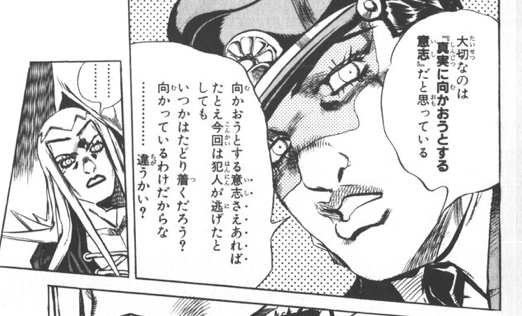 大切なのは
『真実に向かおうとする
意志』だと思っている
向かおうとする意志さえあれば
たとえ今回は犯人が逃げたと
しても
いつかはたどり着くだろう？
向かっているわけだからな
…………違うかい？
…………